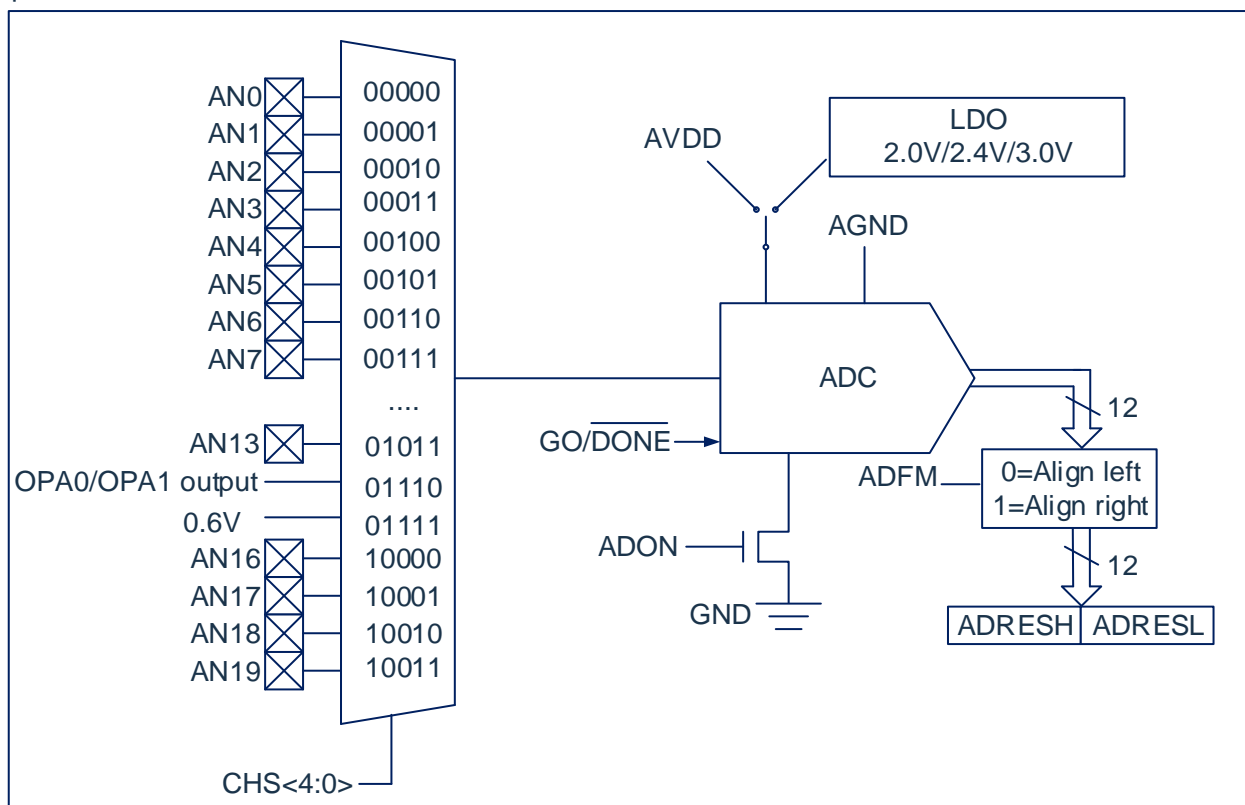 AN0 00000
AN1 00001
AN2 00010
AN3 00011
AN4 00100
AN5 00101
AN6 00110
AN7 00111
....
AN13 01011
OPA0/OPA1 output 01110
0.6V 01111
AN16 10000
AN17 10001
AN18 10010
AN19 10011
CHS<4:0>
AVDD
LDO
2.0V/2.4V/3.0V
AGND
ADC
GO/DONE
ADON
GND
12
ADFM
0=Align left
1=Align right
12
ADRESH ADRESL